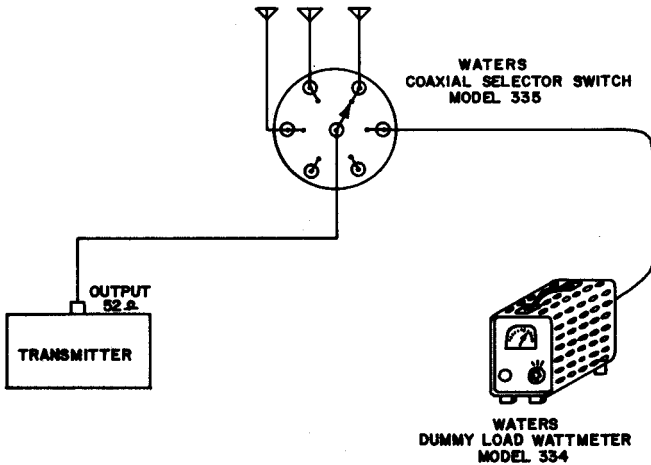 WATERS
COAXIAL SELECTOR SWITCH
MODEL 335
OUTPUT
52 Ω
TRANSMITTER
WATERS
DUMMY LOAD WATTMETER
MODEL 334